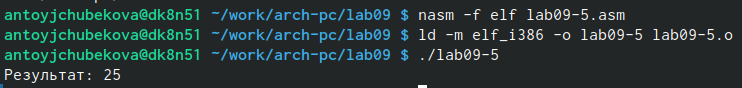 antoyjchubekova@dk8n51 ~/work/arch-pc/lab09 $ nasm -f elf lab09-5.asm
antoyjchubekova@dk8n51 ~/work/arch-pc/lab09 $ ld -m elf_i386 -o lab09-5 lab09-5.o
antoyjchubekova@dk8n51 ~/work/arch-pc/lab09 $ ./lab09-5
Результат: 25